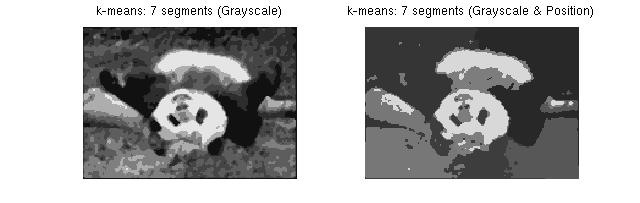 k-means: 7 segments (Grayscale)
k-means: 7 segments (Grayscale & Position)